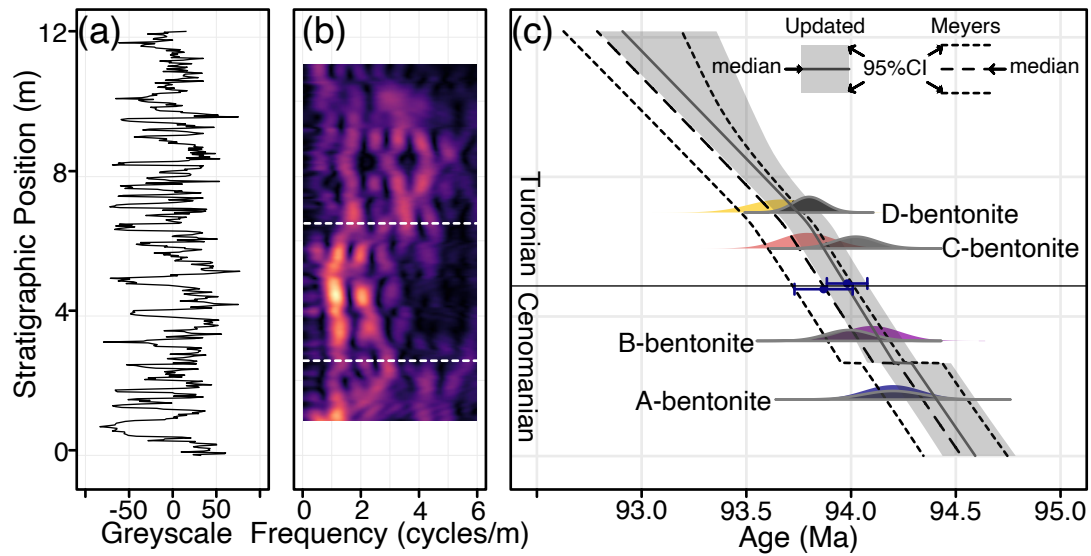 (a)
(b)
(c)
Updated
Meyers
median
95%CI
median
Stratigraphic Position (m)
12
8
4
0
Turonian
Cenomanian
D-bentonite
C-bentonite
B-bentonite
A-bentonite
-50
0
50
0
2
4
6
93.0
93.5
94.0
94.5
95.0
Greyscale
Frequency (cycles/m)
Age (Ma)